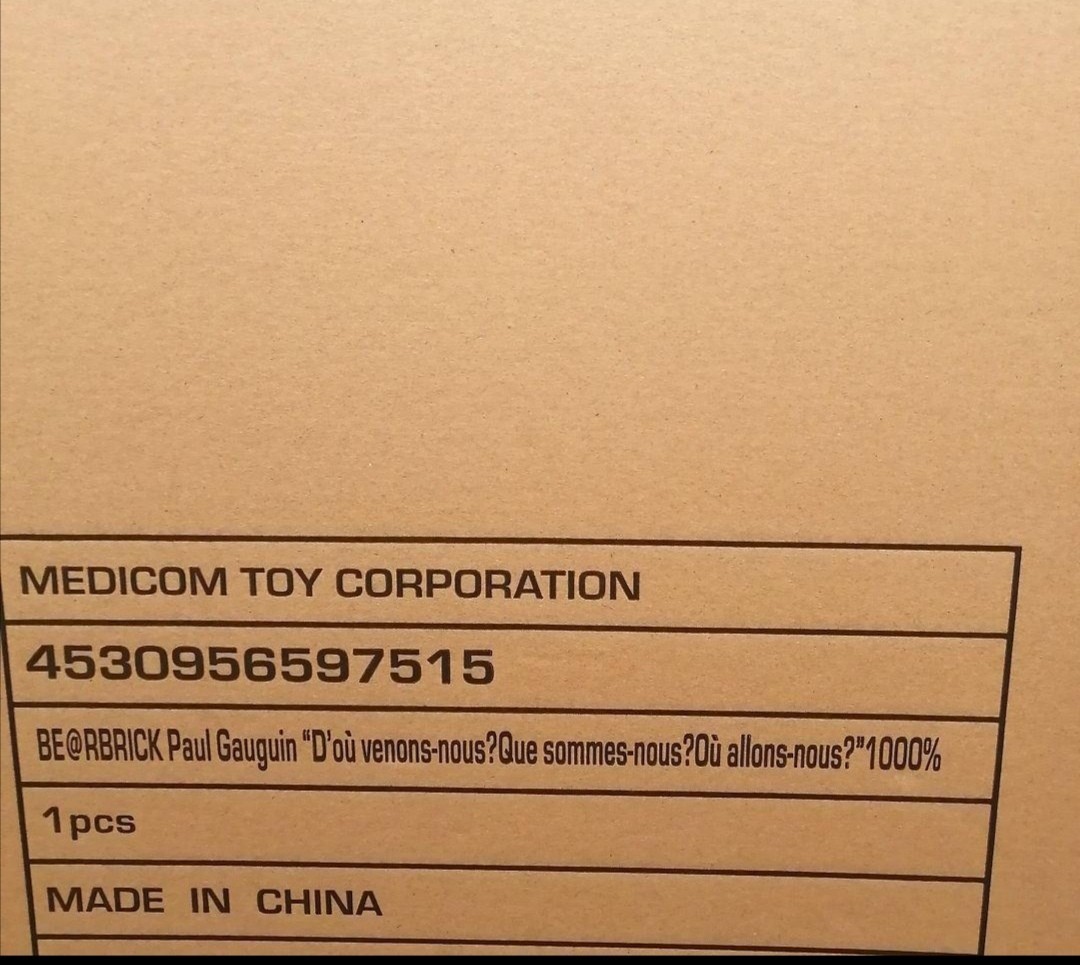 MEDICOM TOY CORPORATION
4530956597515
BE@RBRICK Paul Gauguin “D’où venons-nous?Que sommes-nous?Où allons-nous?”1000%
1pcs
MADE IN CHINA